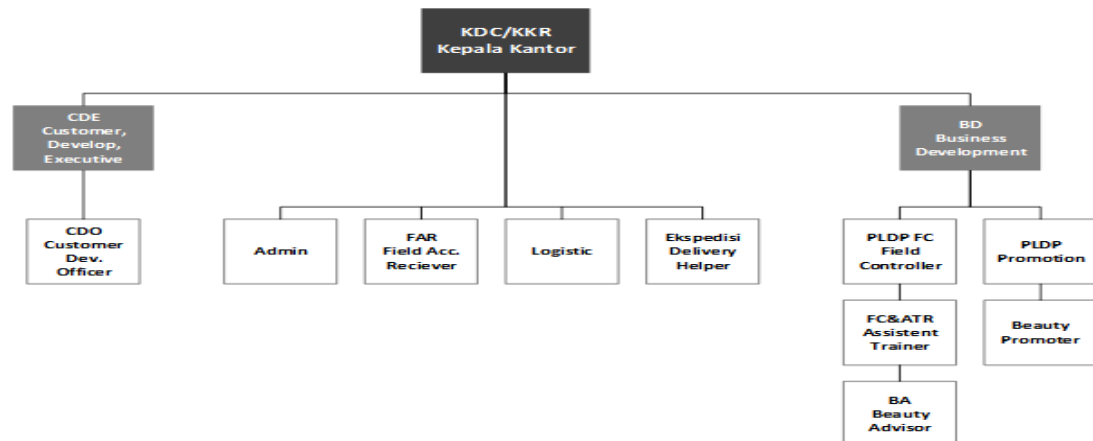 KDC/KKR
Kepala Kantor
CDE
Customer,
Develop,
Executive
BD
Business
Development
CDO
Customer
Dev.
Officer
Admin
FAR
Field Acc.
Reciever
Logistic
Ekspedisi
Delivery
Helper
PLDP FC
Field
Controller
PLDP
Promotion
FC&ATR
Assistent
Trainer
Beauty
Promoter
BA
Beauty
Advisor